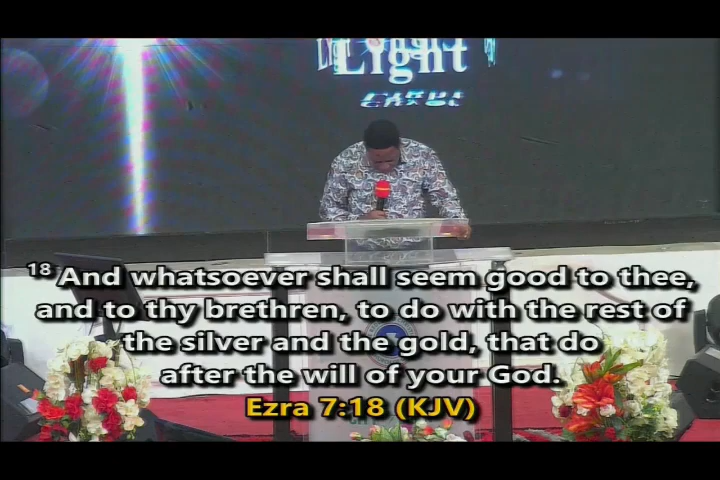 Light
18 And whatsoever shall seem good to thee,
and to thy brethren, to do with the rest of
the silver and the gold, that do
after the will of your God.
Ezra 7:18 (KJV)